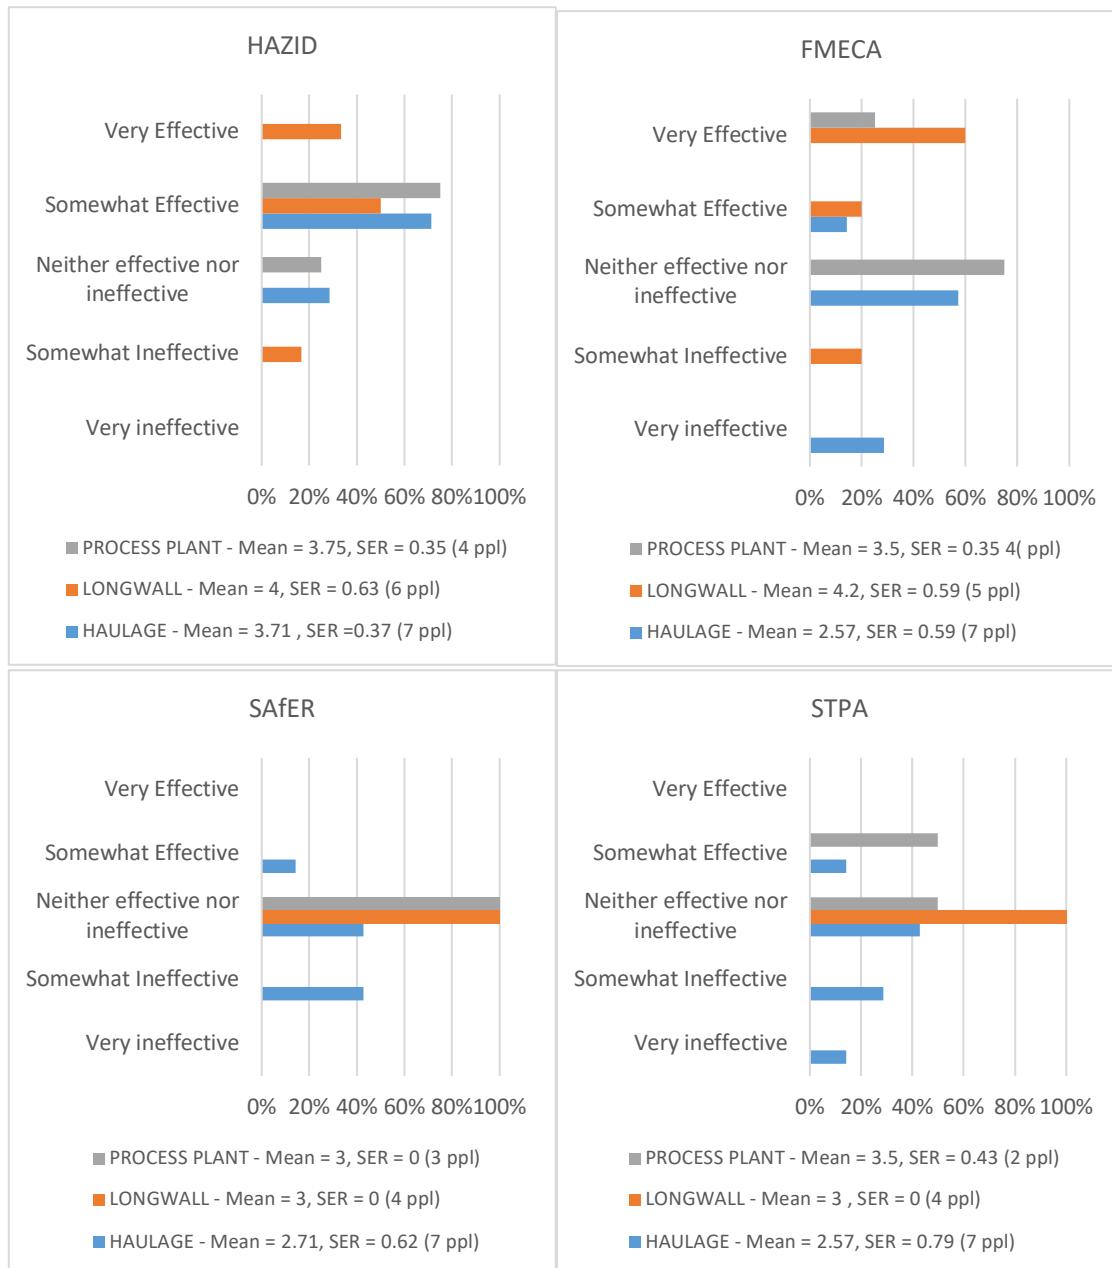 HAZID
Very Effective
Somewhat Effective
Neither effective nor
ineffective
Somewhat Ineffective
Very ineffective
0% 20% 40% 60% 80% 100%
PROCESS PLANT - Mean = 3.75, SER = 0.35 (4 ppl)
LONGWALL - Mean = 4, SER = 0.63 (6 ppl)
HAULAGE - Mean = 3.71 , SER =0.37 (7 ppl)
FMECA
Very Effective
Somewhat Effective
Neither effective nor
ineffective
Somewhat Ineffective
Very ineffective
0% 20% 40% 60% 80% 100%
PROCESS PLANT - Mean = 3.5, SER = 0.35 4( ppl)
LONGWALL - Mean = 4.2, SER = 0.59 (5 ppl)
HAULAGE - Mean = 2.57, SER = 0.59 (7 ppl)
SAfER
Very Effective
Somewhat Effective
Neither effective nor
ineffective
Somewhat Ineffective
Very ineffective
0% 20% 40% 60% 80% 100%
PROCESS PLANT - Mean = 3, SER = 0 (3 ppl)
LONGWALL - Mean = 3, SER = 0 (4 ppl)
HAULAGE - Mean = 2.71, SER = 0.62 (7 ppl)
STPA
Very Effective
Somewhat Effective
Neither effective nor
ineffective
Somewhat Ineffective
Very ineffective
0% 20% 40% 60% 80% 100%
PROCESS PLANT - Mean = 3.5, SER = 0.43 (2 ppl)
LONGWALL - Mean = 3 , SER = 0 (4 ppl)
HAULAGE - Mean = 2.57, SER = 0.79 (7 ppl)